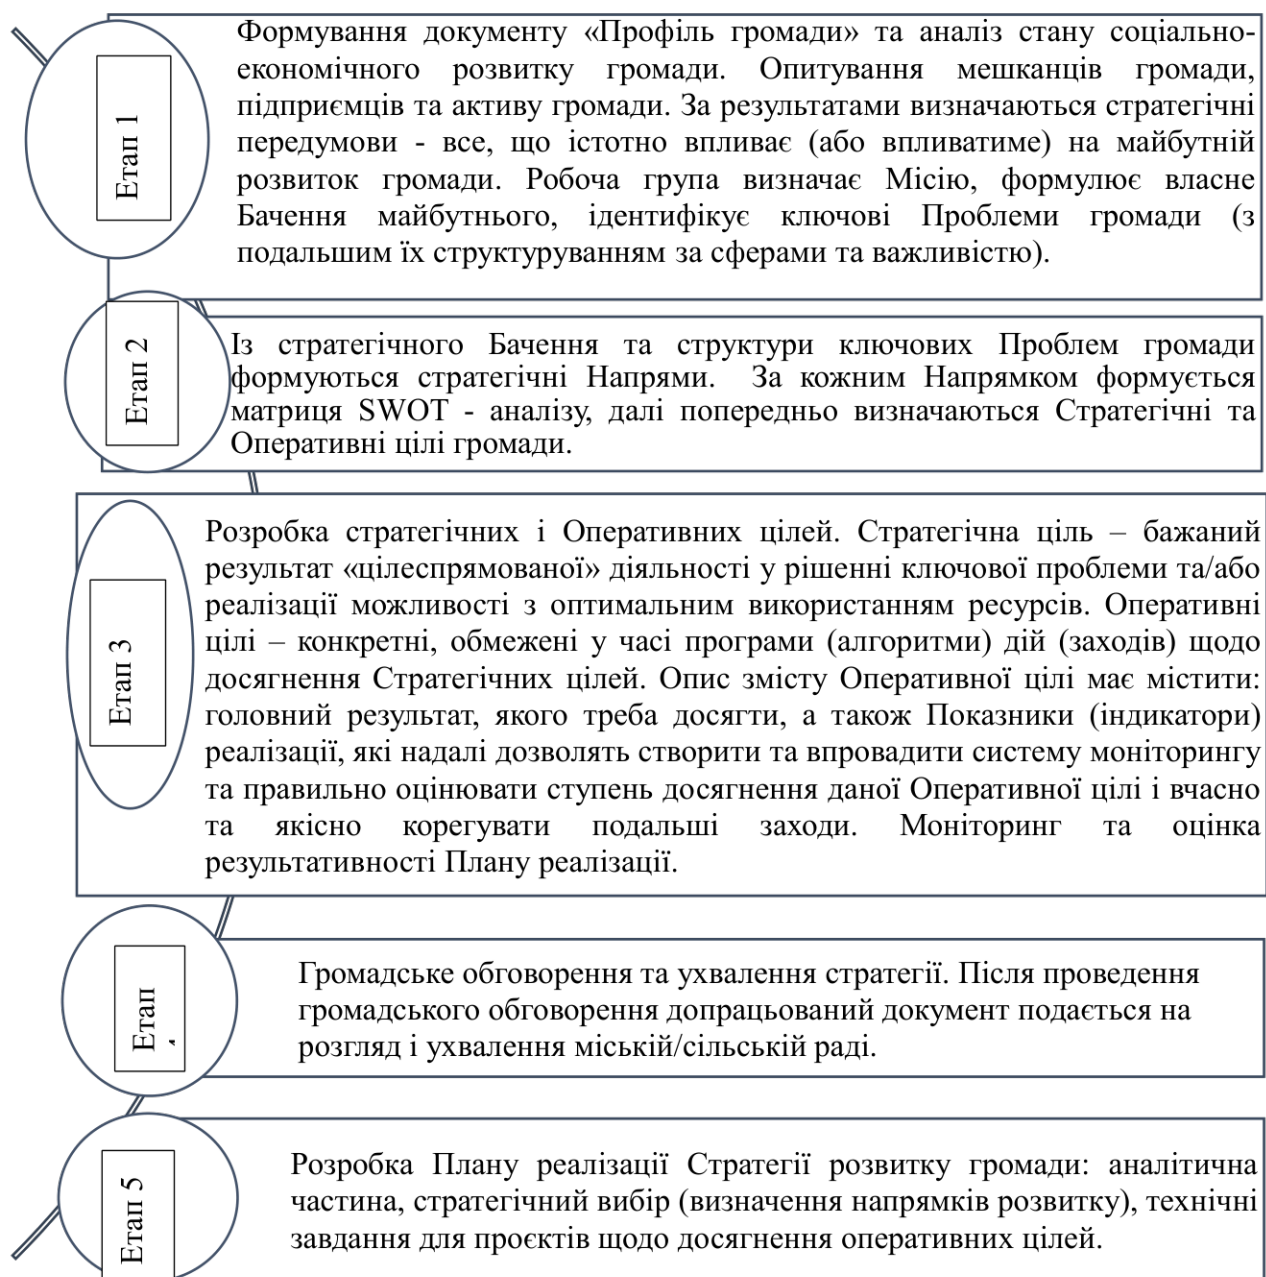 Етап 1
Формування документу «Профіль громади» та аналіз стану соціально-
економічного розвитку громади. Опитування мешканців громади,
підприємців та активу громади. За результатами визначаються стратегічні
передумови - все, що істотно впливає (або впливатиме) на майбутній
розвиток громади. Робоча група визначає Місію, формулює власне
Бачення майбутнього, ідентифікує ключові Проблеми громади (з
подальшим їх структуруванням за сферами та важливістю).
Етап 2
Із стратегічного Бачення та структури ключових Проблем громади
формуються стратегічні Напрями. За кожним Напрямком формується
матриця SWOT - аналізу, далі попередньо визначаються Стратегічні та
Оперативні цілі громади.
Етап 3
Розробка стратегічних і Оперативних цілей. Стратегічна ціль – бажаний
результат «цілеспрямованої» діяльності у рішенні ключової проблеми та/або
реалізації можливості з оптимальним використанням ресурсів. Оперативні
цілі – конкретні, обмежені у часі програми (алгоритми) дій (заходів) щодо
досягнення Стратегічних цілей. Опис змісту Оперативної цілі має містити:
головний результат, якого треба досягти, а також Показники (індикатори)
реалізації, які надалі дозволять створити та впровадити систему моніторингу
та правильно оцінювати ступень досягнення даної Оперативної цілі і вчасно
та якісно корегувати подальші заходи. Моніторинг та оцінка
результативності Плану реалізації.
Етап
Громадське обговорення та ухвалення стратегії. Після проведення
громадського обговорення допрацьований документ подається на
розгляд і ухвалення міській/сільській раді.
Етап 5
Розробка Плану реалізації Стратегії розвитку громади: аналітична
частина, стратегічний вибір (визначення напрямків розвитку), технічні
завдання для проєктів щодо досягнення оперативних цілей.